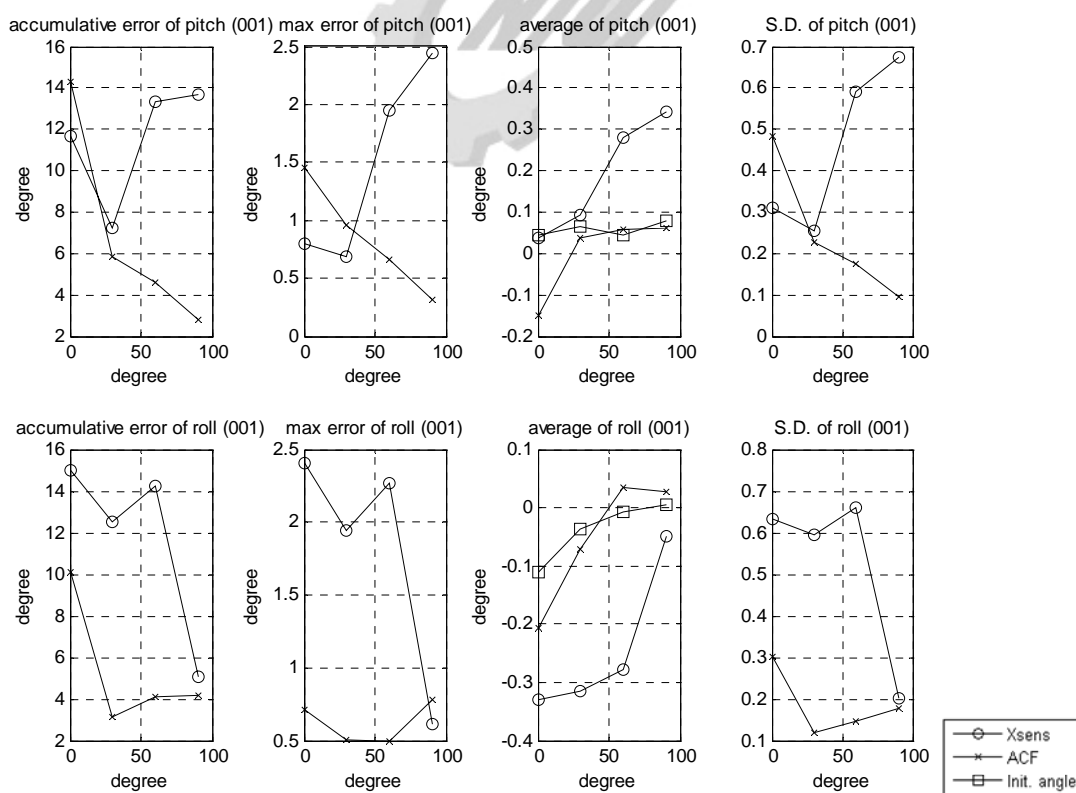 accumulative error of pitch (001)
16
14
12
10
8
6
4
2
degree
0 50 100
degree
max error of pitch (001)
2.5
2
1.5
1
0.5
0
degree
0 50 100
degree
average of pitch (001)
0.5
0.4
0.3
0.2
0.1
0
-0.1
-0.2
degree
0 50 100
degree
S.D. of pitch (001)
0.7
0.6
0.5
0.4
0.3
0.2
0.1
0
0 50 100
degree
accumulative error of roll (001)
16
14
12
10
8
6
4
2
degree
0 50 100
degree
max error of roll (001)
2.5
2
1.5
1
0.5
degree
0 50 100
degree
average of roll (001)
0.1
0
-0.1
-0.2
-0.3
-0.4
degree
0 50 100
degree
S.D. of roll (001)
0.8
0.7
0.6
0.5
0.4
0.3
0.2
0.1
0 50 100
degree
Xsens
ACF
Init. angle